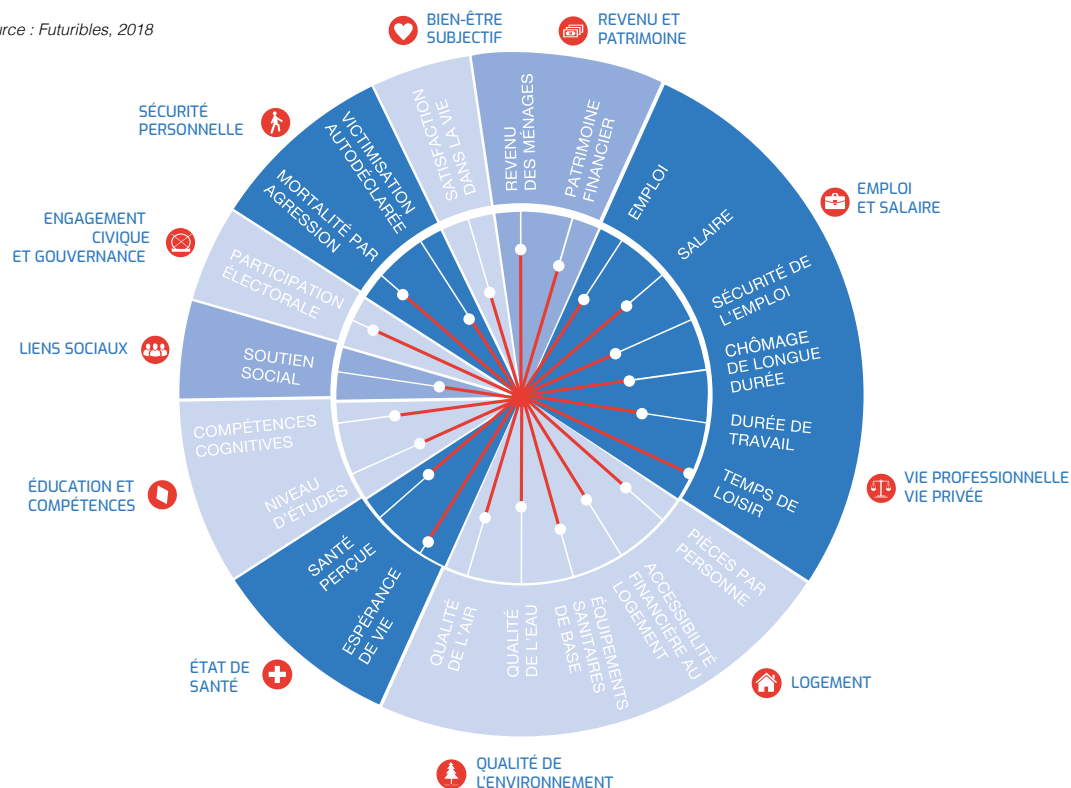 urce : Futuribles, 2018
BIEN-ÊTRE
SUBJECTIF
REVENU ET
PATRIMOINE
SÉCURITÉ
PERSONNELLE
EMPLOI
ET SALAIRE
ENGAGEMENT
CIVIQUE
ET GOUVERNANCE
LIENS SOCIAUX
VIE PROFESSIONNELLE
VIE PRIVÉE
ÉDUCATION ET
COMPÉTENCES
ÉTAT DE
SANTÉ
LOGEMENT
QUALITÉ DE
L'ENVIRONNEMENT
SATISFACTION
DANS LA VIE
REVENU
DES MÉNAGES
PATRIMOINE
FINANCIER
EMPLOI
SALAIRE
SÉCURITÉ DE
L'EMPLOI
CHÔMAGE
DE LONGUE
DURÉE
DURÉE DE
TRAVAIL
TEMPS DE
LOISIR
PIÈCES PAR
PERSONNE
ACCESSIBILITÉ
FINANCIÈRE AU
LOGEMENT
ÉQUIPEMENTS
SANITAIRES
DE BASE
QUALITÉ
DE L'EAU
QUALITÉ
DE L'AIR
ESPÉRANCE
DE VIE
SANTÉ
PERÇUE
NIVEAU
D'ÉTUDES
COMPÉTENCES
COGNITIVES
SOUTIEN
SOCIAL
PARTICIPATION
ÉLECTORALE
MORTALITÉ PAR
AGRESSION
VICTIMISATION
AUTODÉCLARÉE